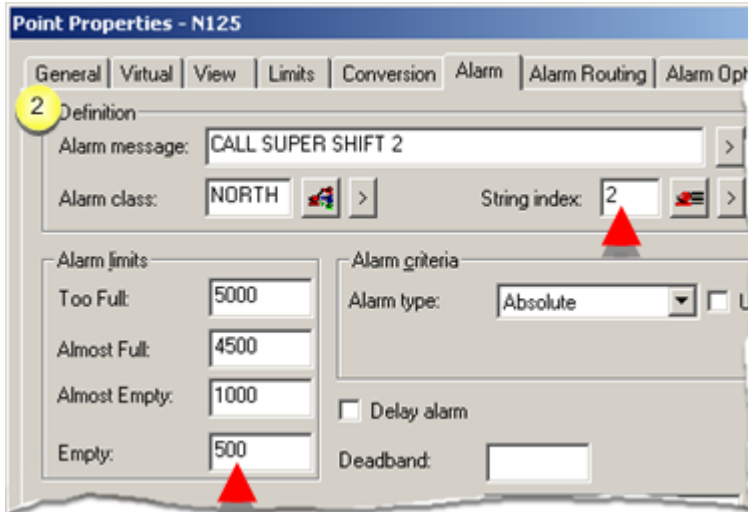 Point Properties - N125
General Virtual View Limits Conversion Alarm Alarm Routing Alarm Opt
2
Definition
Alarm message: CALL SUPER SHIFT 2 >
Alarm class: NORTH > String index: 2 >
Alarm limits
Too Full: 5000
Almost Full: 4500
Almost Empty: 1000
Empty: 500
Alarm criteria
Alarm type: Absolute U
Delay alarm
Deadband: